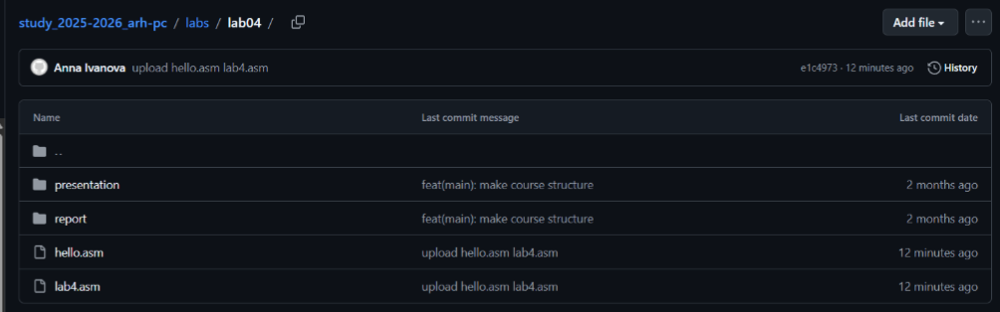 study_2025-2026_arh-pc / labs / lab04 / Add file
Anna Ivanova upload hello.asm lab4.asm e1c4973 · 12 minutes ago History
Name Last commit message Last commit date
..
presentation feat(main): make course structure 2 months ago
report feat(main): make course structure 2 months ago
hello.asm upload hello.asm lab4.asm 12 minutes ago
lab4.asm upload hello.asm lab4.asm 12 minutes ago